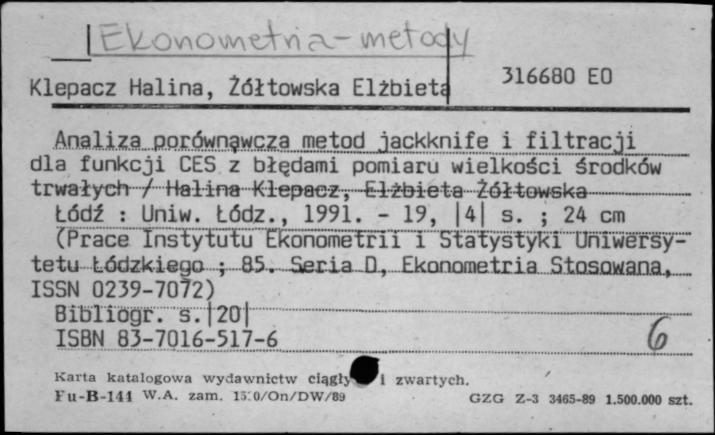 Ekonometria-metody
Klepacz Halina, Żółtowska Elżbieta
316680 EO
Analiza porównawcza metod jackknife i filtracji
dla funkcji CES z błędami pomiaru wielkości środków
trwałych / Halina Klepacz, Elżbieta Żółtowska
Łódź : Uniw. Łódz., 1991. - 19, |4| s. ; 24 cm
(Prace Instytutu Ekonometrii i Statystyki Uniwersy-
tetu Łódzkiego ; 85. Seria D, Ekonometria Stosowana,
ISSN 0239-7072)
Bibliogr. s. |20|
ISBN 83-7016-517-6
6
Karta katalogowa wydawnictw ciągły i zwartych.
Fu-B-144 W.A. zam. /On/DW/89
GZG Z-3 3465-89 1.500.000 szt.